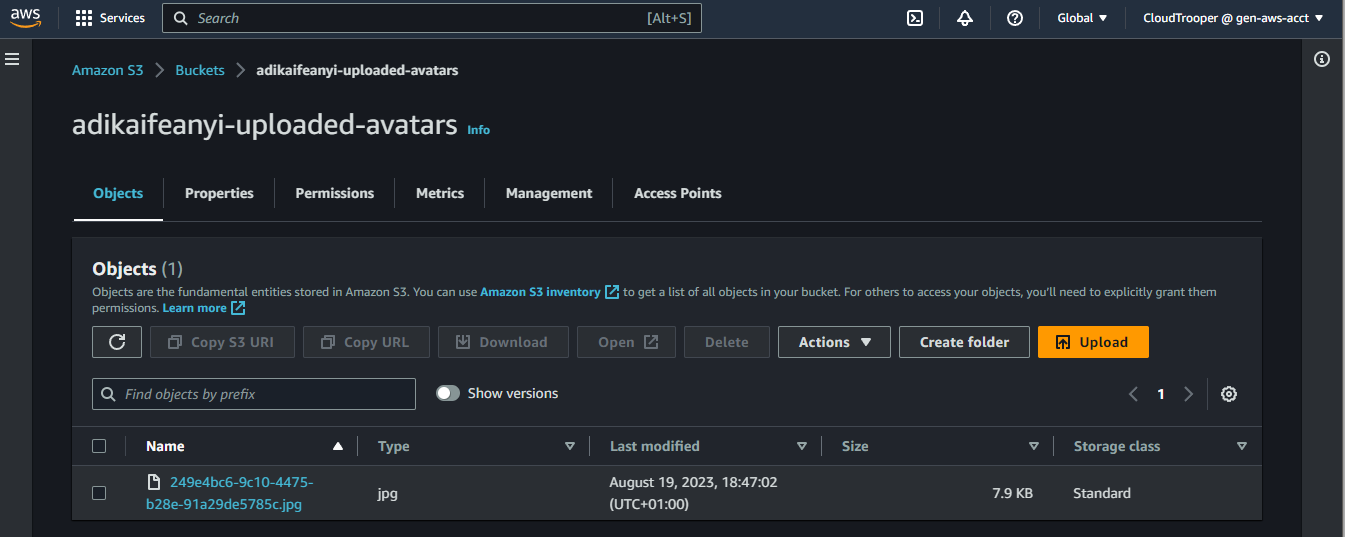 aws Services Search [Alt+S] Global CloudTrooper @ gen-aws-acct
Amazon S3 Buckets adikaifeanyi-uploaded-avatars
adikaifeanyi-uploaded-avatars Info
Objects Properties Permissions Metrics Management Access Points
Objects (1)
Objects are the fundamental entities stored in Amazon S3. You can use Amazon S3 inventory to get a list of all objects in your bucket. For others to access your objects, you'll need to explicitly grant them
permissions. Learn more
Copy S3 URI Copy URL Download Open Delete Actions Create folder Upload
Find objects by prefix Show versions 1
Name Type Last modified Size Storage class
249e4bc6-9c10-4475-
b28e-91a29de5785c.jpg
jpg
August 19, 2023, 18:47:02
(UTC+01:00)
7.9 KB
Standard